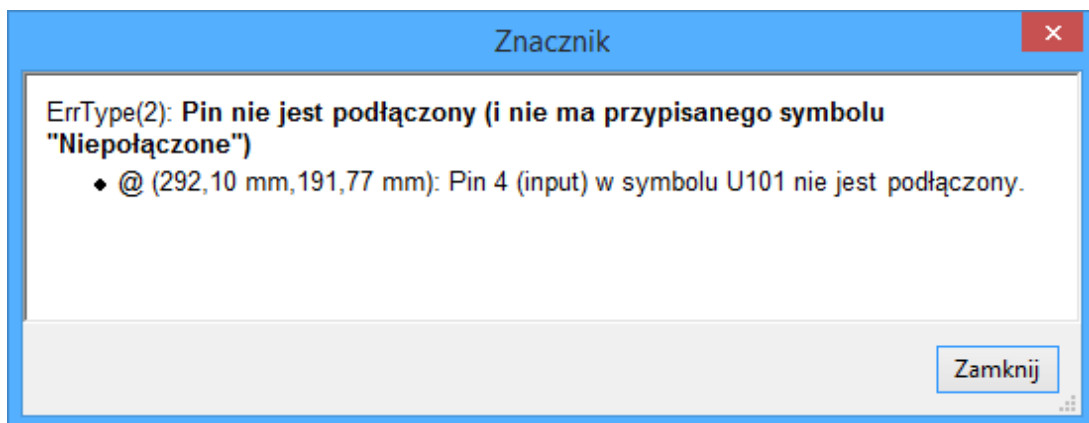 Znacznik
ErrType(2): Pin nie jest podłączony (i nie ma przypisanego symbolu
"Niepołączone")
◆ @ (292,10 mm,191,77 mm): Pin 4 (input) w symbolu U101 nie jest podłączony.
Zamknij